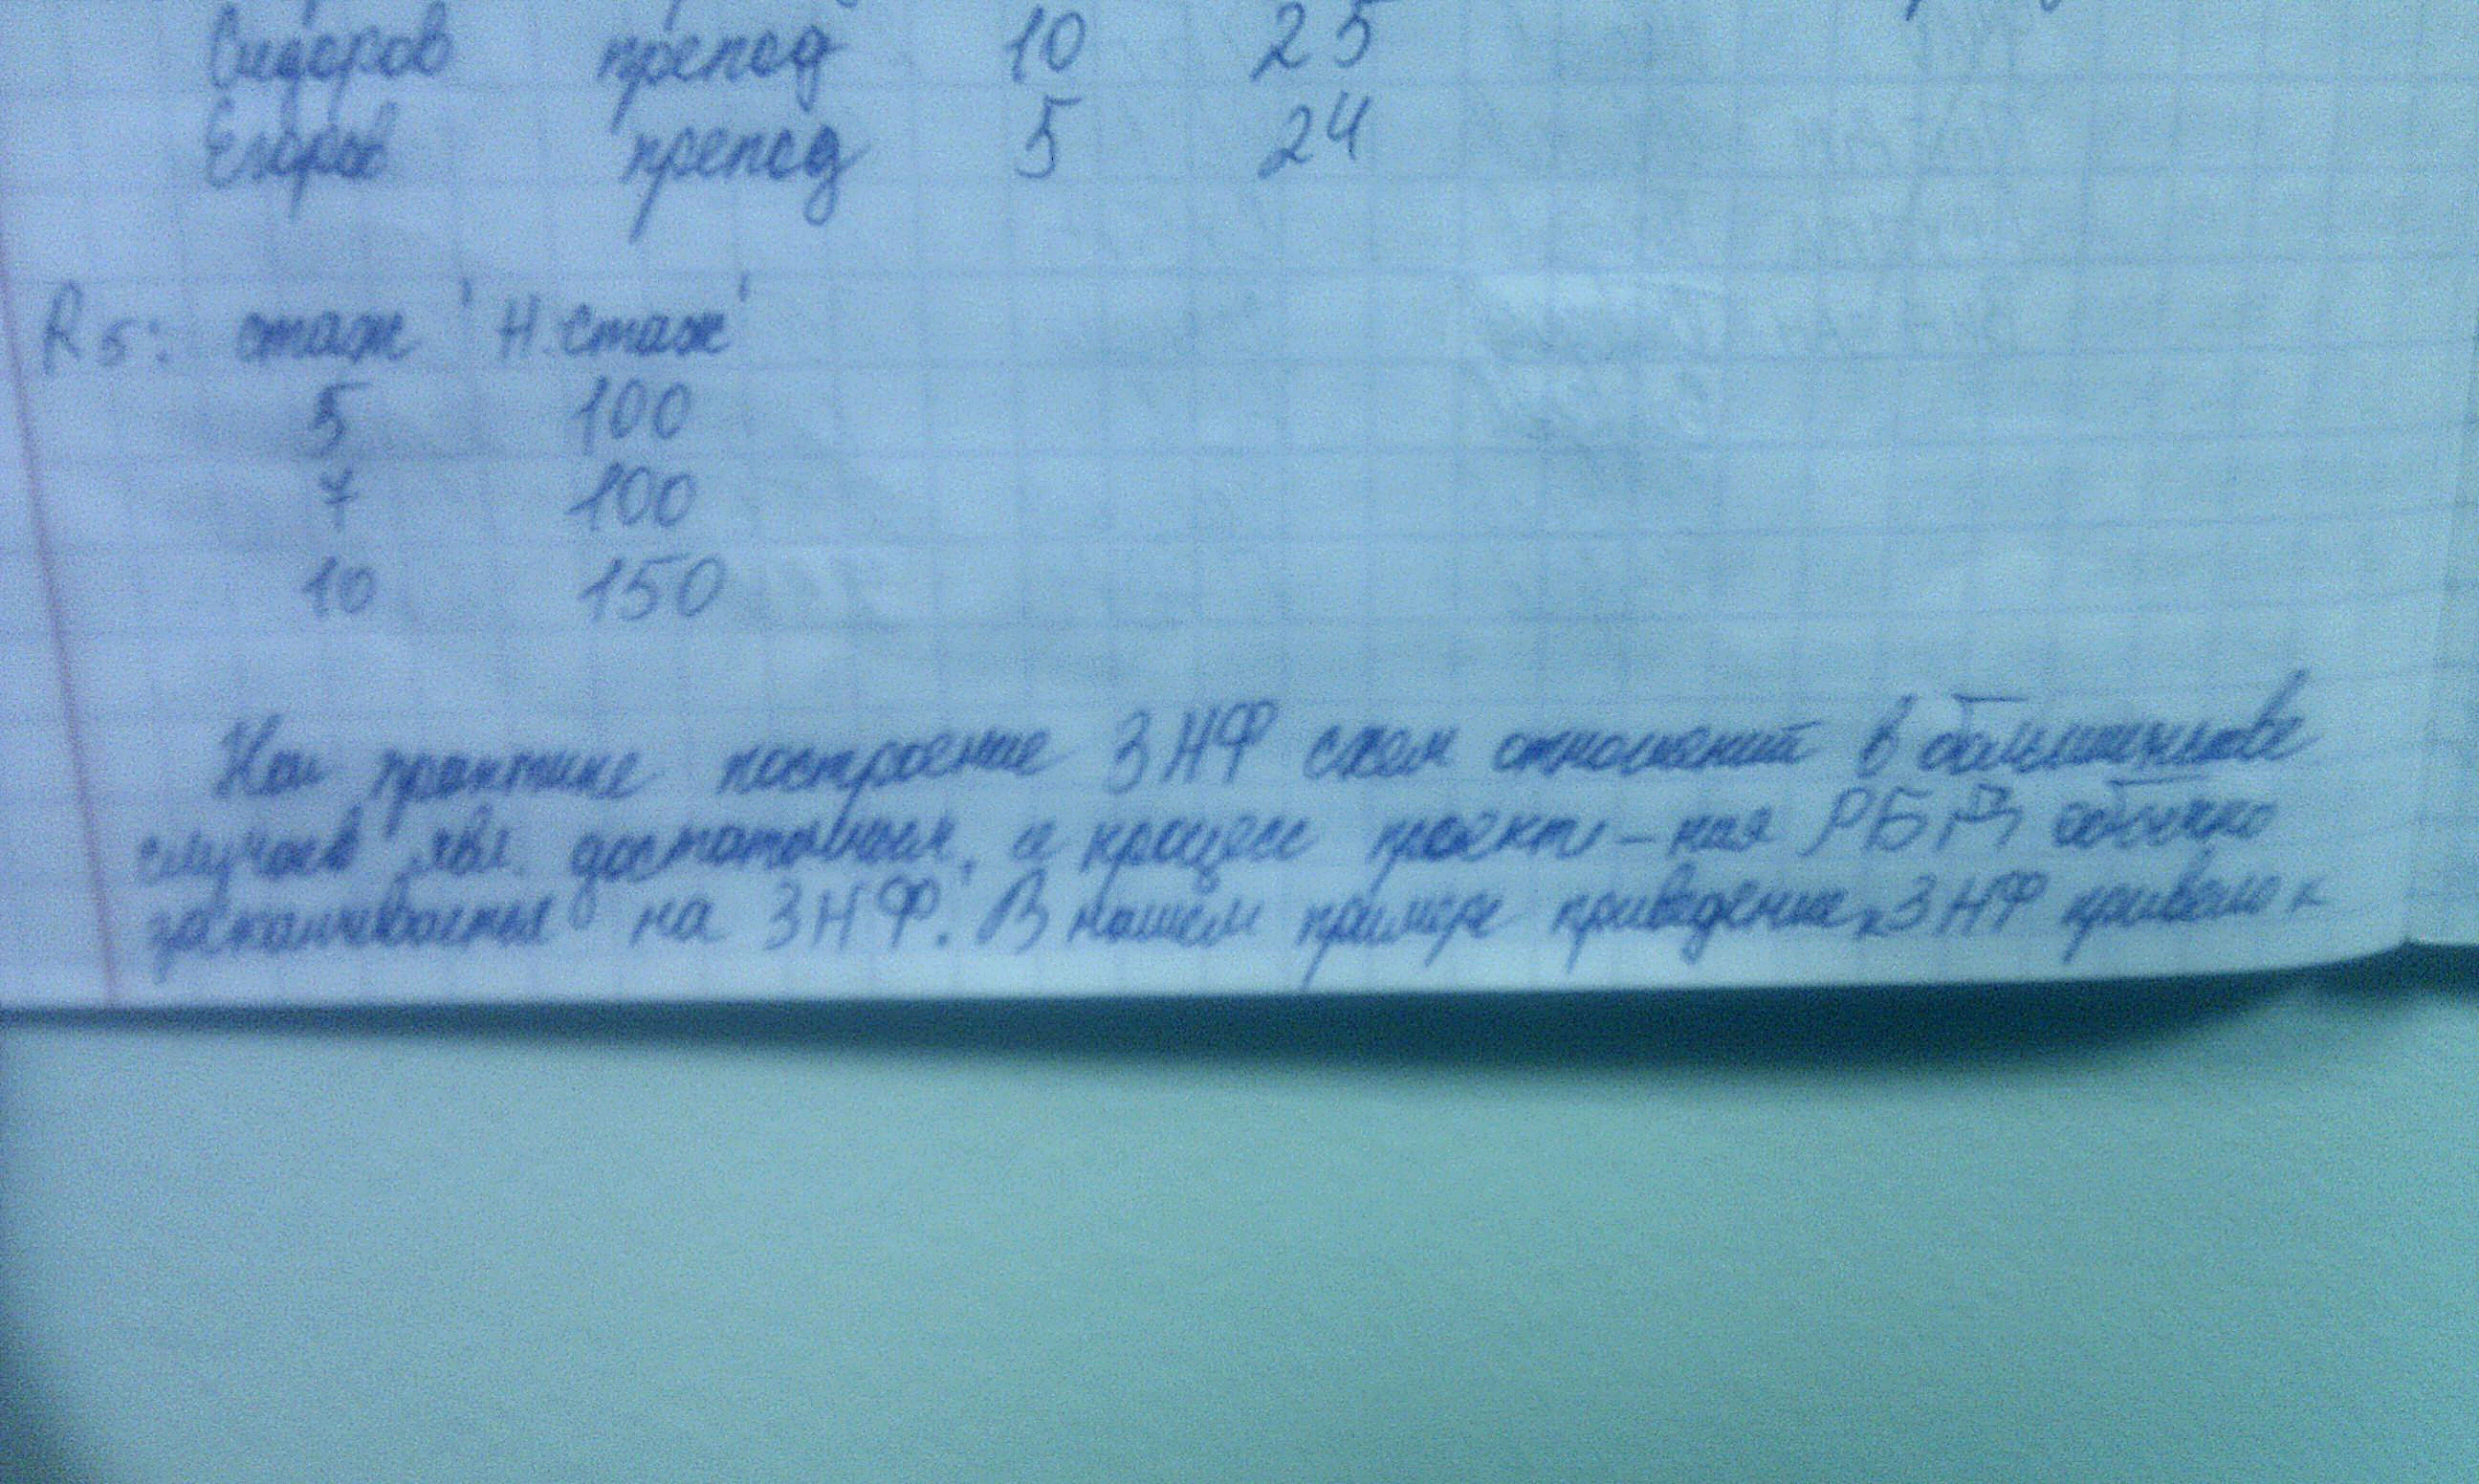 Сидоров препод 10 25
Егоров препод 5 24
R5: стаж Н.стаж
5 100
7 100
10 150
На практике построение 3НФ схем отношений в большинстве
случаев явл. достаточным, и процесс проект-ния РБД обычно
заканчивается на 3НФ. В нашем примере приведение к 3НФ привело к